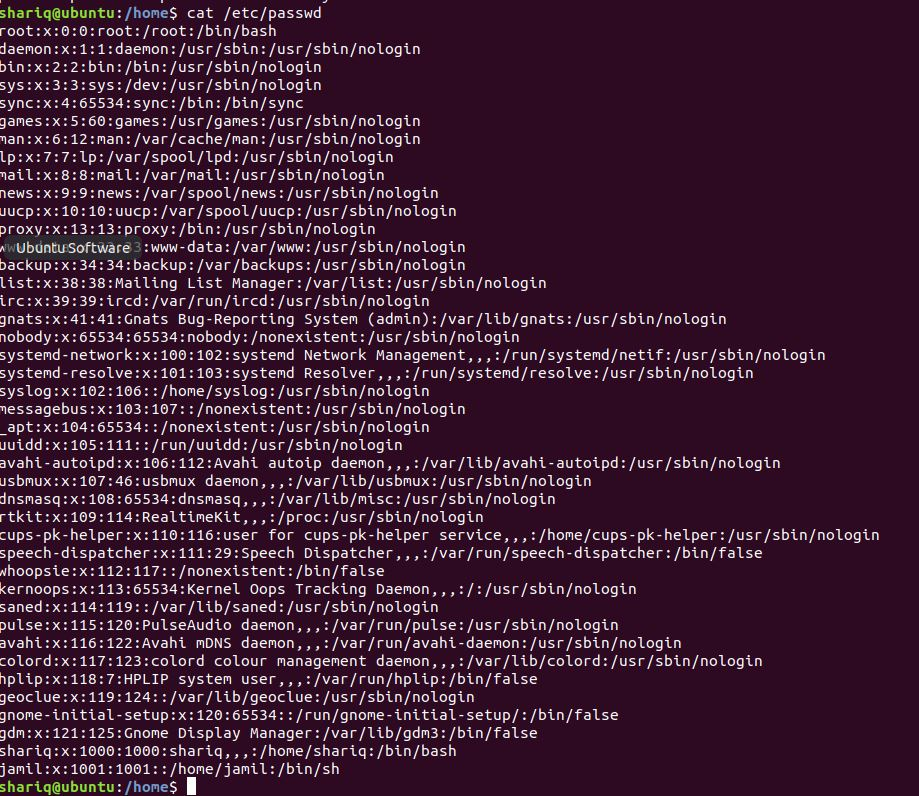 shariq@ubuntu:/home$ cat /etc/passwd
root:x:0:0:root:/root:/bin/bash
daemon:x:1:1:daemon:/usr/sbin:/usr/sbin/nologin
bin:x:2:2:bin:/bin:/usr/sbin/nologin
sys:x:3:3:sys:/dev:/usr/sbin/nologin
sync:x:4:65534:sync:/bin:/bin/sync
games:x:5:60:games:/usr/games:/usr/sbin/nologin
man:x:6:12:man:/var/cache/man:/usr/sbin/nologin
lp:x:7:7:lp:/var/spool/lpd:/usr/sbin/nologin
mail:x:8:8:mail:/var/mail:/usr/sbin/nologin
news:x:9:9:news:/var/spool/news:/usr/sbin/nologin
uucp:x:10:10:uucp:/var/spool/uucp:/usr/sbin/nologin
proxy:x:13:13:proxy:/bin:/usr/sbin/nologin
Ubuntu Software :www-data:/var/www:/usr/sbin/nologin
backup:x:34:34:backup:/var/backups:/usr/sbin/nologin
list:x:38:38:Mailing List Manager:/var/list:/usr/sbin/nologin
irc:x:39:39:ircd:/var/run/ircd:/usr/sbin/nologin
gnats:x:41:41:Gnats Bug-Reporting System (admin):/var/lib/gnats:/usr/sbin/nologin
nobody:x:65534:65534:nobody:/nonexistent:/usr/sbin/nologin
systemd-network:x:100:102:systemd Network Management,,,:/run/systemd/netif:/usr/sbin/nologin
systemd-resolve:x:101:103:systemd Resolver,,,:/run/systemd/resolve:/usr/sbin/nologin
syslog:x:102:106::/home/syslog:/usr/sbin/nologin
messagebus:x:103:107::/nonexistent:/usr/sbin/nologin
_apt:x:104:65534::/nonexistent:/usr/sbin/nologin
uuidd:x:105:111::/run/uuidd:/usr/sbin/nologin
avahi-autoipd:x:106:112:Avahi autoip daemon,,,:/var/lib/avahi-autoipd:/usr/sbin/nologin
usbmux:x:107:46:usbmux daemon,,,:/var/lib/usbmux:/usr/sbin/nologin
dnsmasq:x:108:65534:dnsmasq,,,:/var/lib/misc:/usr/sbin/nologin
rtkit:x:109:114:RealtimeKit,,,:/proc:/usr/sbin/nologin
cups-pk-helper:x:110:116:user for cups-pk-helper service,,,:/home/cups-pk-helper:/usr/sbin/nologin
speech-dispatcher:x:111:29:Speech Dispatcher,,,:/var/run/speech-dispatcher:/bin/false
whoopsie:x:112:117::/nonexistent:/bin/false
kernoops:x:113:65534:Kernel Oops Tracking Daemon,,,:/:/usr/sbin/nologin
saned:x:114:119::/var/lib/saned:/usr/sbin/nologin
pulse:x:115:120:PulseAudio daemon,,,:/var/run/pulse:/usr/sbin/nologin
avahi:x:116:122:Avahi mDNS daemon,,,:/var/run/avahi-daemon:/usr/sbin/nologin
colord:x:117:123:colord colour management daemon,,,:/var/lib/colord:/usr/sbin/nologin
hplip:x:118:7:HPLIP system user,,,:/var/run/hplip:/bin/false
geoclue:x:119:124::/var/lib/geoclue:/usr/sbin/nologin
gnome-initial-setup:x:120:65534::/run/gnome-initial-setup/:/bin/false
gdm:x:121:125:Gnome Display Manager:/var/lib/gdm3:/bin/false
shariq:x:1000:1000:shariq,,,:/home/shariq:/bin/bash
jamil:x:1001:1001::/home/jamil:/bin/sh
shariq@ubuntu:/home$